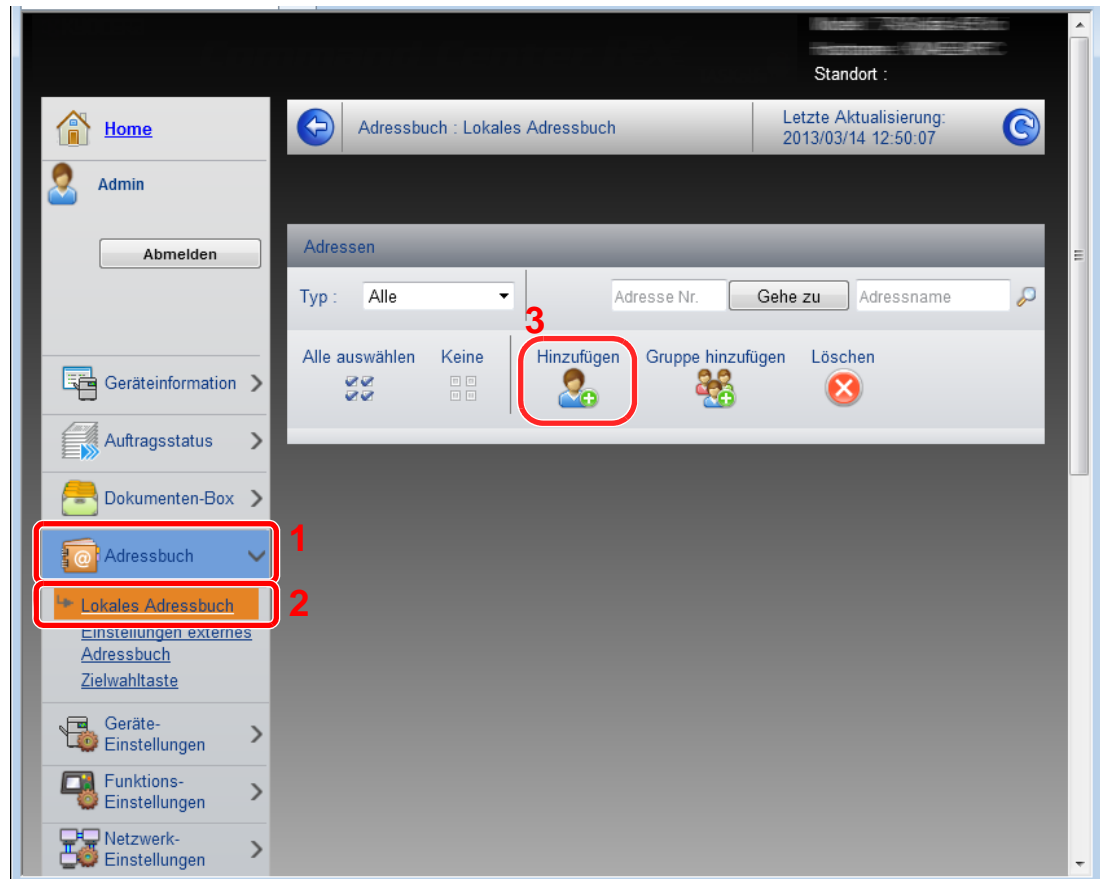 Standort :
Home
Admin
Abmelden
Geräteinformation
Auftragsstatus
Dokumenten-Box
Adressbuch
1
Lokales Adressbuch
2
Einstellungen externes
Adressbuch
Zielwahltaste
Geräte-
Einstellungen
Funktions-
Einstellungen
Netzwerk-
Einstellungen
Adressbuch : Lokales Adressbuch
Letzte Aktualisierung:
2013/03/14 12:50:07
Adressen
Typ : Alle Adresse Nr. Gehe zu Adressname
3
Alle auswählen Keine Hinzufügen Gruppe hinzufügen Löschen